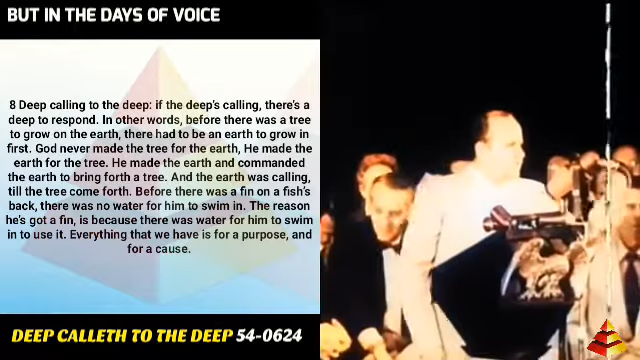 BUT IN THE DAYS OF VOICE
8 Deep calling to the deep: if the deep's calling, there's a
deep to respond. In other words, before there was a tree
to grow on the earth, there had to be an earth to grow in
first. God never made the tree for the earth, He made the
earth for the tree. He made the earth and commanded
the earth to bring forth a tree. And the earth was calling,
till the tree come forth. Before there was a fin on a fish's
back, there was no water for him to swim in. The reason
he's got a fin, is because there was water for him to swim
in to use it. Everything that we have is for a purpose, and
for a cause.
DEEP CALLETH TO THE DEEP 54-0624